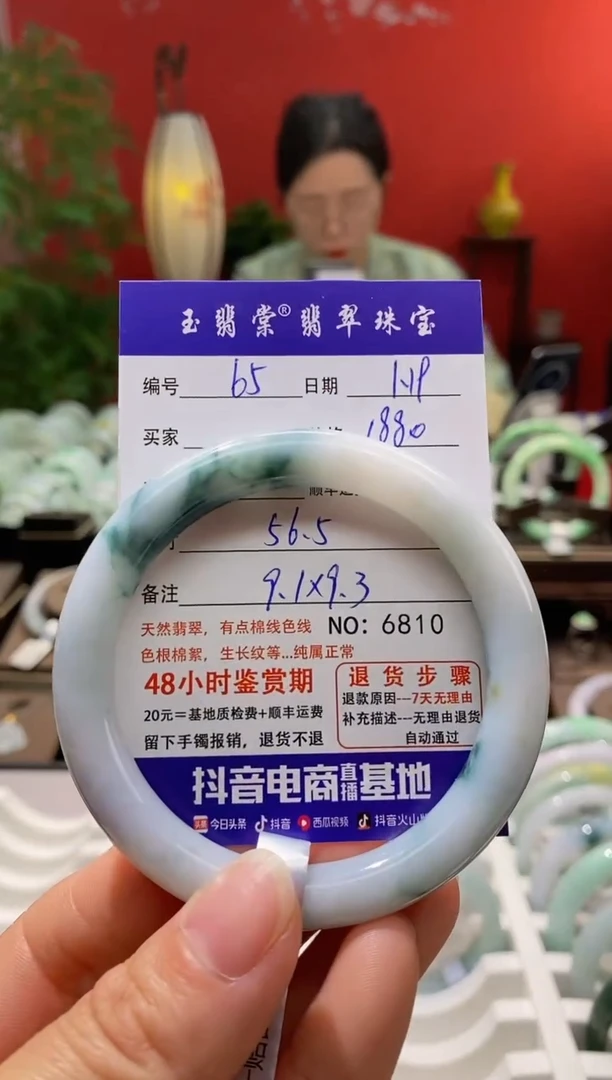 玉翡棠® 翡翠珠宝
编号 65 日期 1.19
买家 1880
56.5
备注 9.1x9.3
天然翡翠,有点棉线色线 NO: 6810
色根棉絮,生长纹等...纯属正常
48小时鉴赏期
20元=基地质检费+顺丰运费
留下手镯报销,退货不退
退货步骤
退款原因---7天无理由
补充描述---无理由退货
自动通过
抖音电商直播基地
头条 今日头条 抖音 西瓜视频 抖音火山